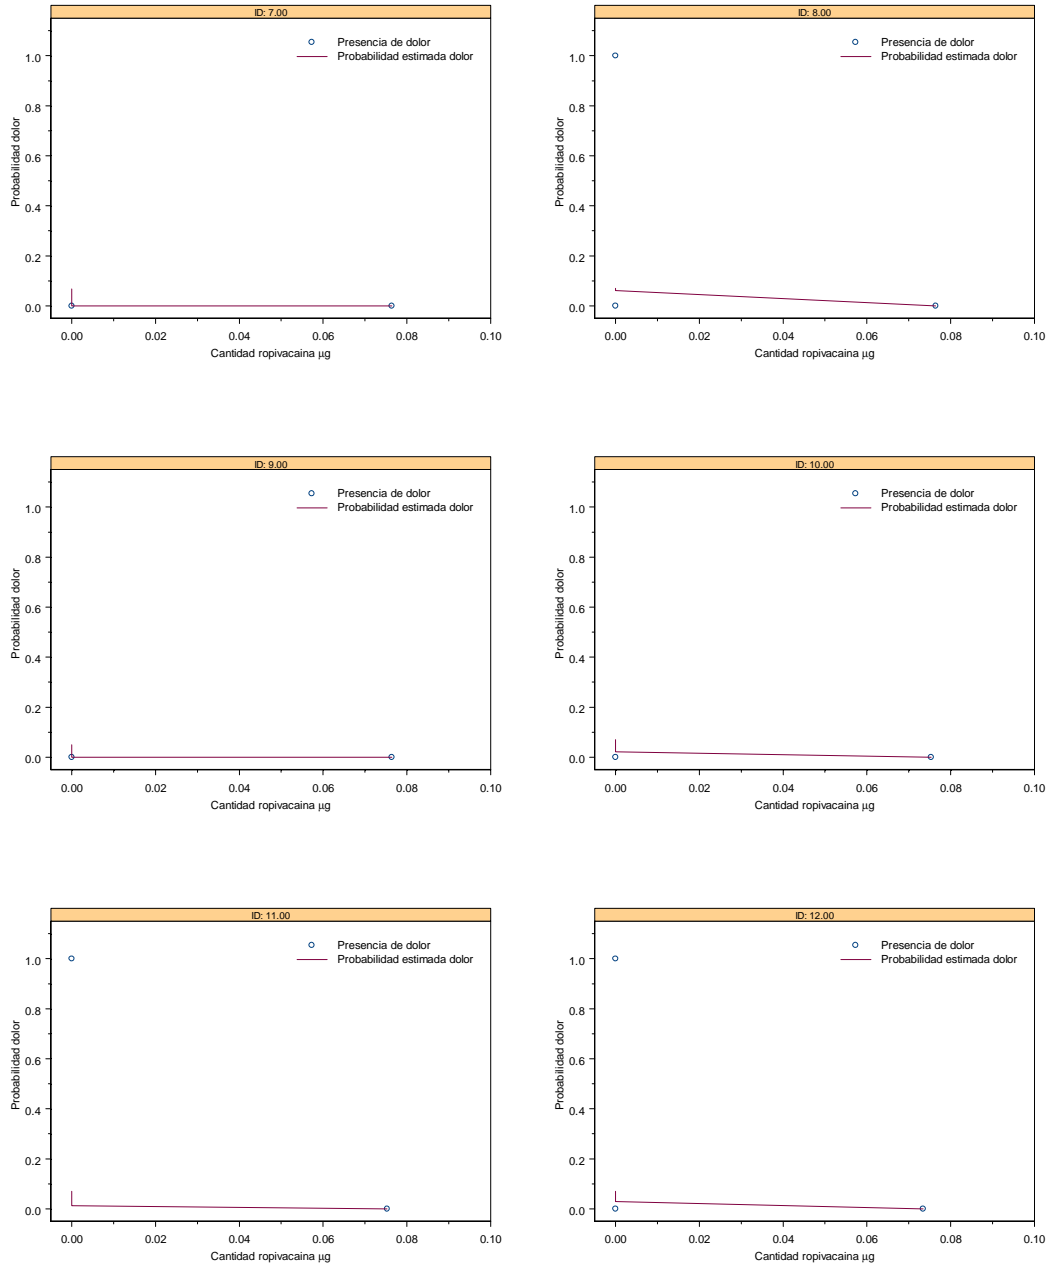 ID: 7.00
Presencia de dolor
Probabilidad estimada dolor
Probabilidad dolor
1.0
0.8
0.6
0.4
0.2
0.0
0.00 0.02 0.04 0.06 0.08 0.10
Cantidad ropivacaina µg
ID: 8.00
Presencia de dolor
Probabilidad estimada dolor
Probabilidad dolor
1.0
0.8
0.6
0.4
0.2
0.0
0.00 0.02 0.04 0.06 0.08 0.10
Cantidad ropivacaina µg
ID: 9.00
Presencia de dolor
Probabilidad estimada dolor
Probabilidad dolor
1.0
0.8
0.6
0.4
0.2
0.0
0.00 0.02 0.04 0.06 0.08 0.10
Cantidad ropivacaina µg
ID: 10.00
Presencia de dolor
Probabilidad estimada dolor
Probabilidad dolor
1.0
0.8
0.6
0.4
0.2
0.0
0.00 0.02 0.04 0.06 0.08 0.10
Cantidad ropivacaina µg
ID: 11.00
Presencia de dolor
Probabilidad estimada dolor
Probabilidad dolor
1.0
0.8
0.6
0.4
0.2
0.0
0.00 0.02 0.04 0.06 0.08 0.10
Cantidad ropivacaina µg
ID: 12.00
Presencia de dolor
Probabilidad estimada dolor
Probabilidad dolor
1.0
0.8
0.6
0.4
0.2
0.0
0.00 0.02 0.04 0.06 0.08 0.10
Cantidad ropivacaina µg